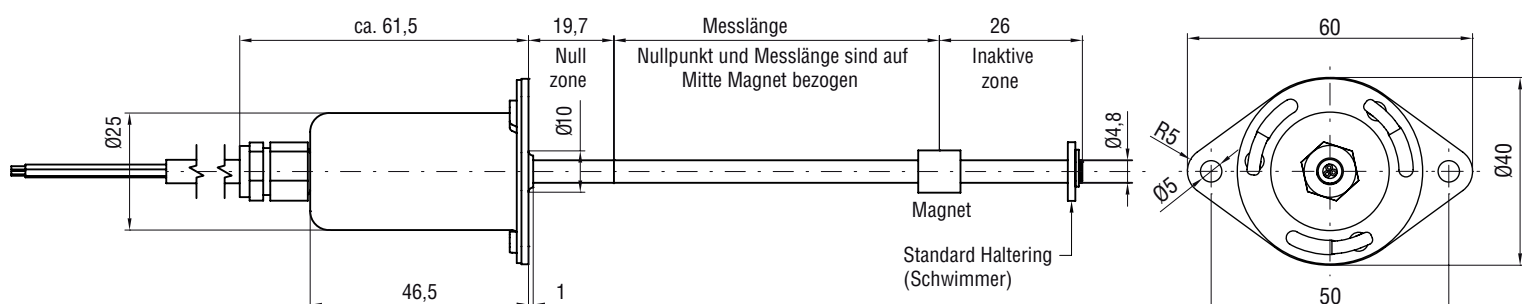 ca. 61,5
19,7
Messlänge
26
60
Null
zone
Nullpunkt und Messlänge sind auf
Mitte Magnet bezogen
Inaktive
zone
Ø25
Ø10
Ø4,8
R5
Ø5
Ø40
Magnet
Standard Haltering
(Schwimmer)
46,5
1
50